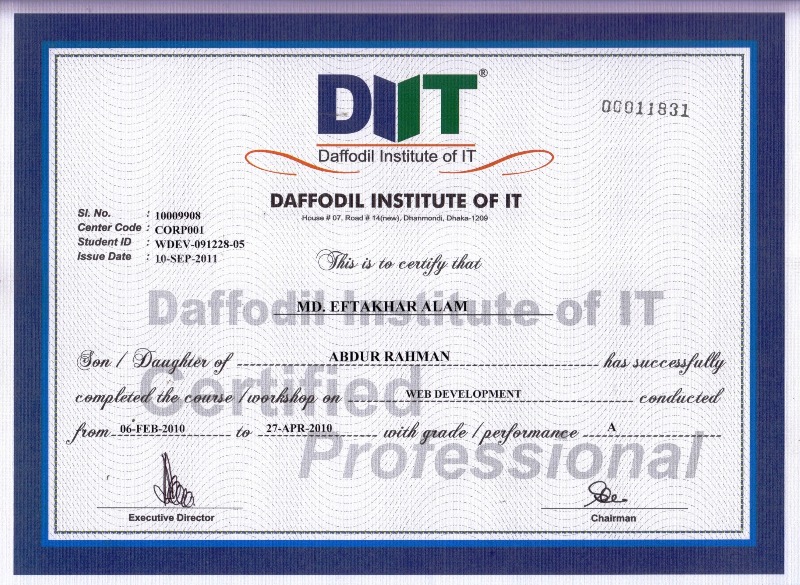 DIIT®
00011831
Daffodil Institute of IT
DAFFODIL INSTITUTE OF IT
House # 07, Road # 14(new), Dhanmondi, Dhaka-1209
Sl. No. : 10009908
Center Code : CORP001
Student ID : WDEV-091228-05
Issue Date : 10-SEP-2011
This is to certify that
Daffodil Institute of IT
MD. EFTAKHAR ALAM
Son / Daughter of ABDUR RAHMAN has successfully
Certified
completed the course / workshop on WEB DEVELOPMENT conducted
from 06-FEB-2010 to 27-APR-2010 with grade / performance A
Professional
Executive Director
Chairman